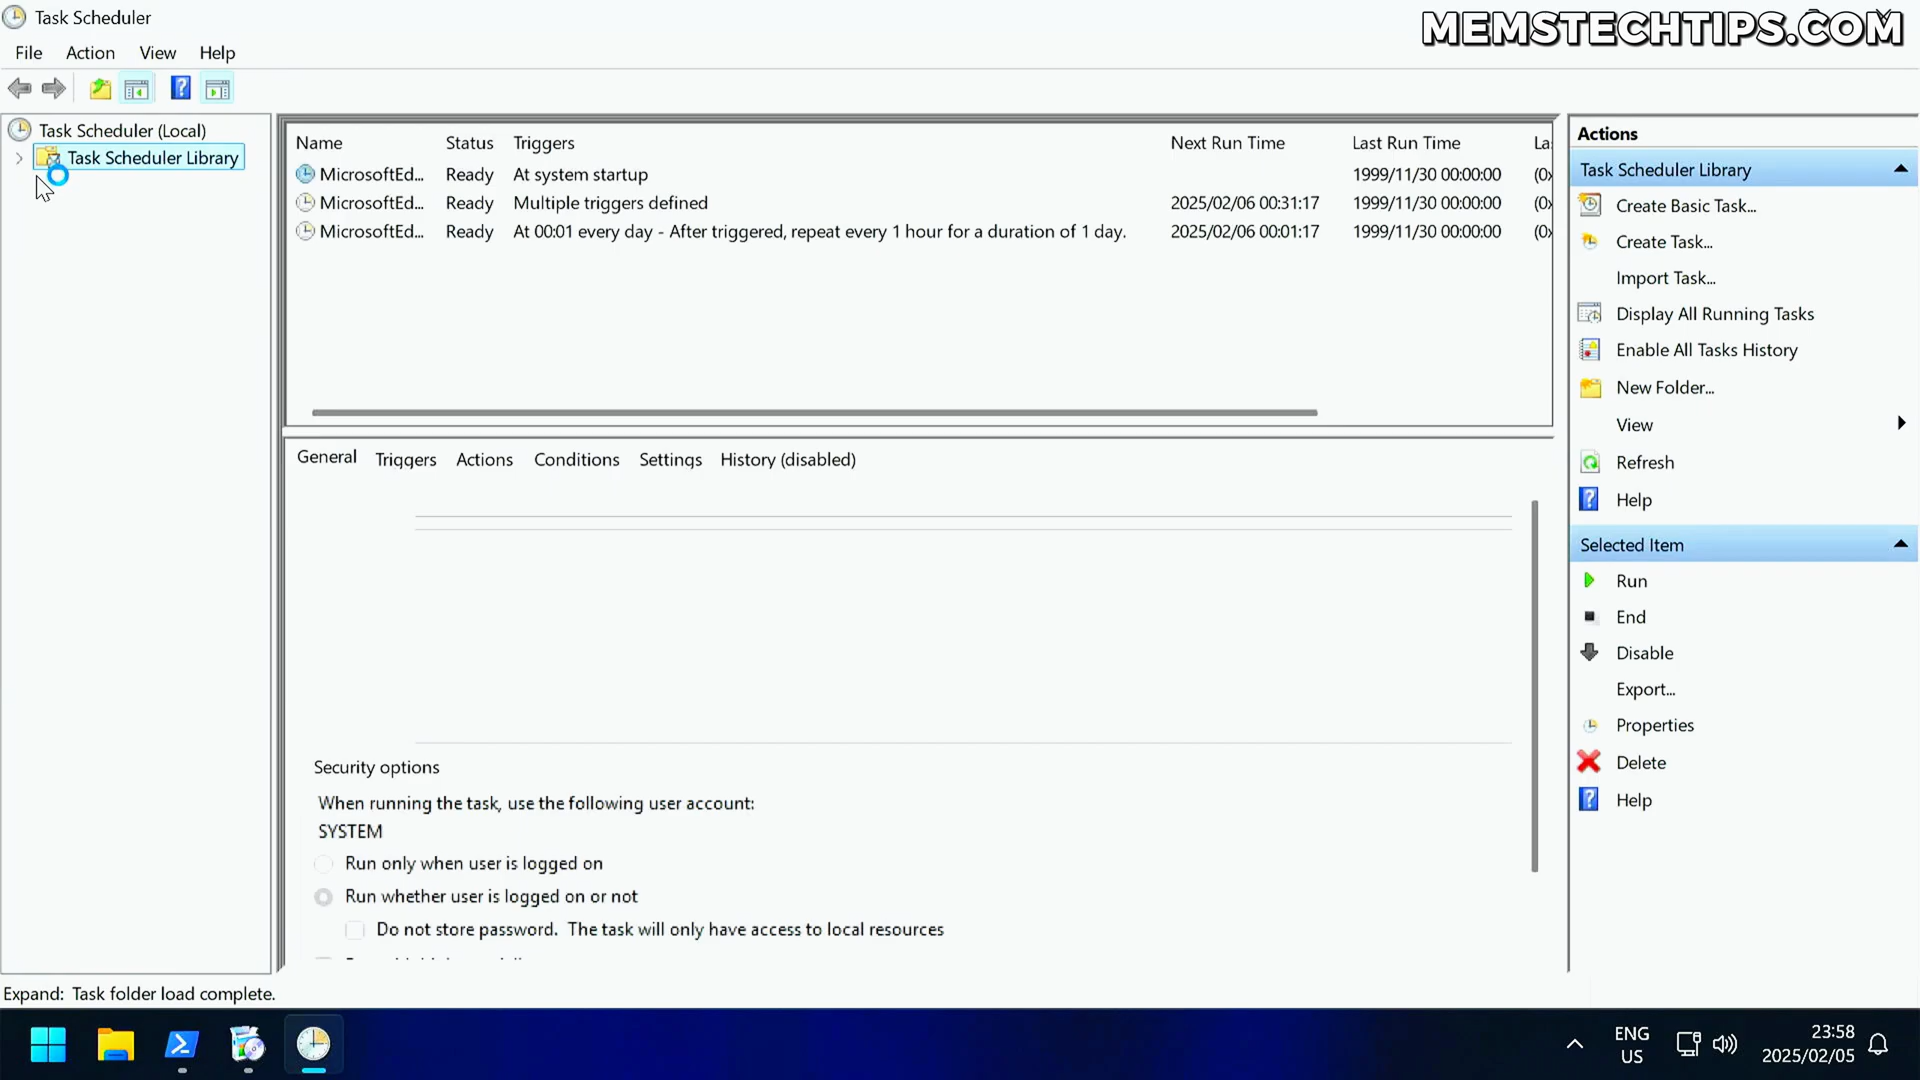 Task Scheduler
MEMSTECHTIPS.COM
File Action View Help
Task Scheduler (Local)
Task Scheduler Library
Name Status Triggers Next Run Time Last Run Time La
MicrosoftEd... Ready At system startup 1999/11/30 00:00:00 (0x
MicrosoftEd... Ready Multiple triggers defined 2025/02/06 00:31:17 1999/11/30 00:00:00 (0x
MicrosoftEd... Ready At 00:01 every day - After triggered, repeat every 1 hour for a duration of 1 day. 2025/02/06 00:01:17 1999/11/30 00:00:00 (0x
General Triggers Actions Conditions Settings History (disabled)
Security options
When running the task, use the following user account:
SYSTEM
Run only when user is logged on
Run whether user is logged on or not
Do not store password. The task will only have access to local resources
Actions
Task Scheduler Library
Create Basic Task...
Create Task...
Import Task...
Display All Running Tasks
Enable All Tasks History
New Folder...
View
Refresh
Help
Selected Item
Run
End
Disable
Export...
Properties
Delete
Help
Expand: Task folder load complete.
ENG
US
23:58
2025/02/05